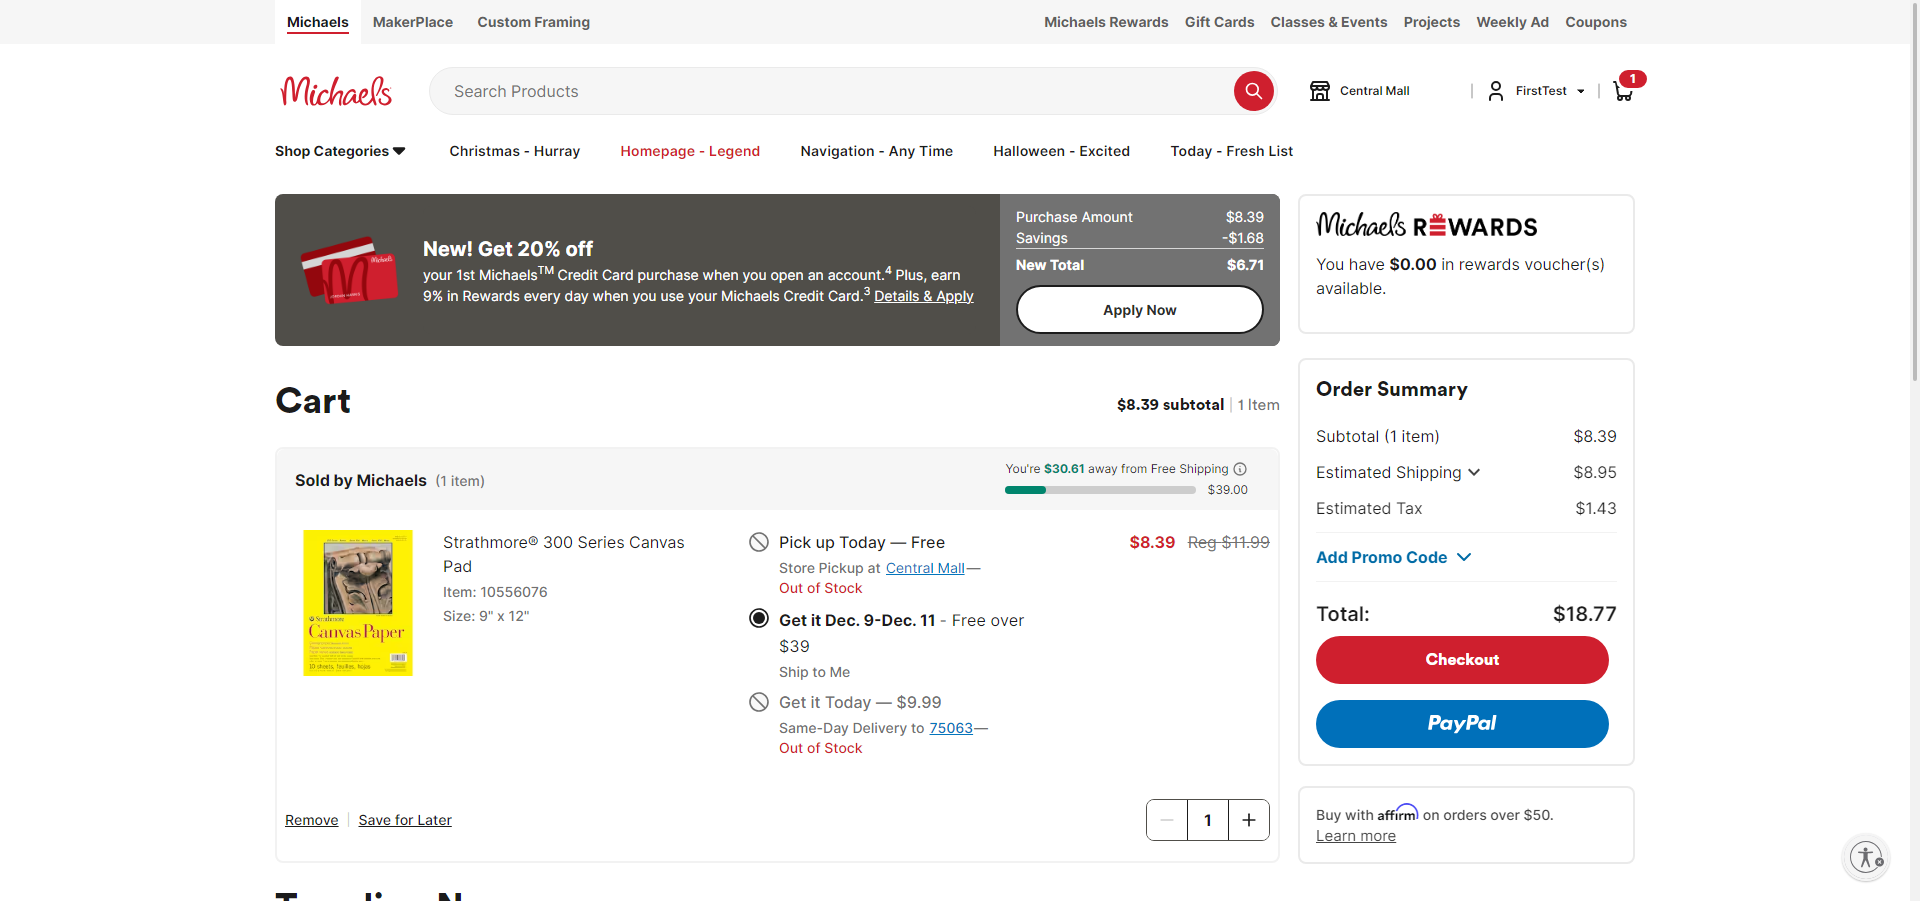 Michaels
MakerPlace
Custom Framing
Michaels Rewards
Gift Cards
Classes & Events
Projects
Weekly Ad
Coupons
Michaels
Search Products
Central Mall
FirstTest
1
Shop Categories
Christmas - Hurray
Homepage - Legend
Navigation - Any Time
Halloween - Excited
Today - Fresh List
New! Get 20% off
your 1st Michaels™ Credit Card purchase when you open an account.4 Plus, earn
9% in Rewards every day when you use your Michaels Credit Card.3 Details & Apply
Purchase Amount $8.39
Savings -$1.68
New Total $6.71
Apply Now
Michaels REWARDS
You have $0.00 in rewards voucher(s)
available.
Cart
$8.39 subtotal | 1 Item
Sold by Michaels (1 item)
You're $30.61 away from Free Shipping
$39.00
Strathmore
Canvas Paper
Strathmore® 300 Series Canvas
Pad
Item: 10556076
Size: 9" x 12"
Pick up Today — Free
Store Pickup at Central Mall—
Out of Stock
Get it Dec. 9-Dec. 11 - Free over
$39
Ship to Me
Get it Today — $9.99
Same-Day Delivery to 75063—
Out of Stock
$8.39 Reg $11.99
Remove
Save for Later
1
Order Summary
Subtotal (1 item) $8.39
Estimated Shipping $8.95
Estimated Tax $1.43
Add Promo Code
Total: $18.77
Checkout
PayPal
Buy with affirm on orders over $50.
Learn more